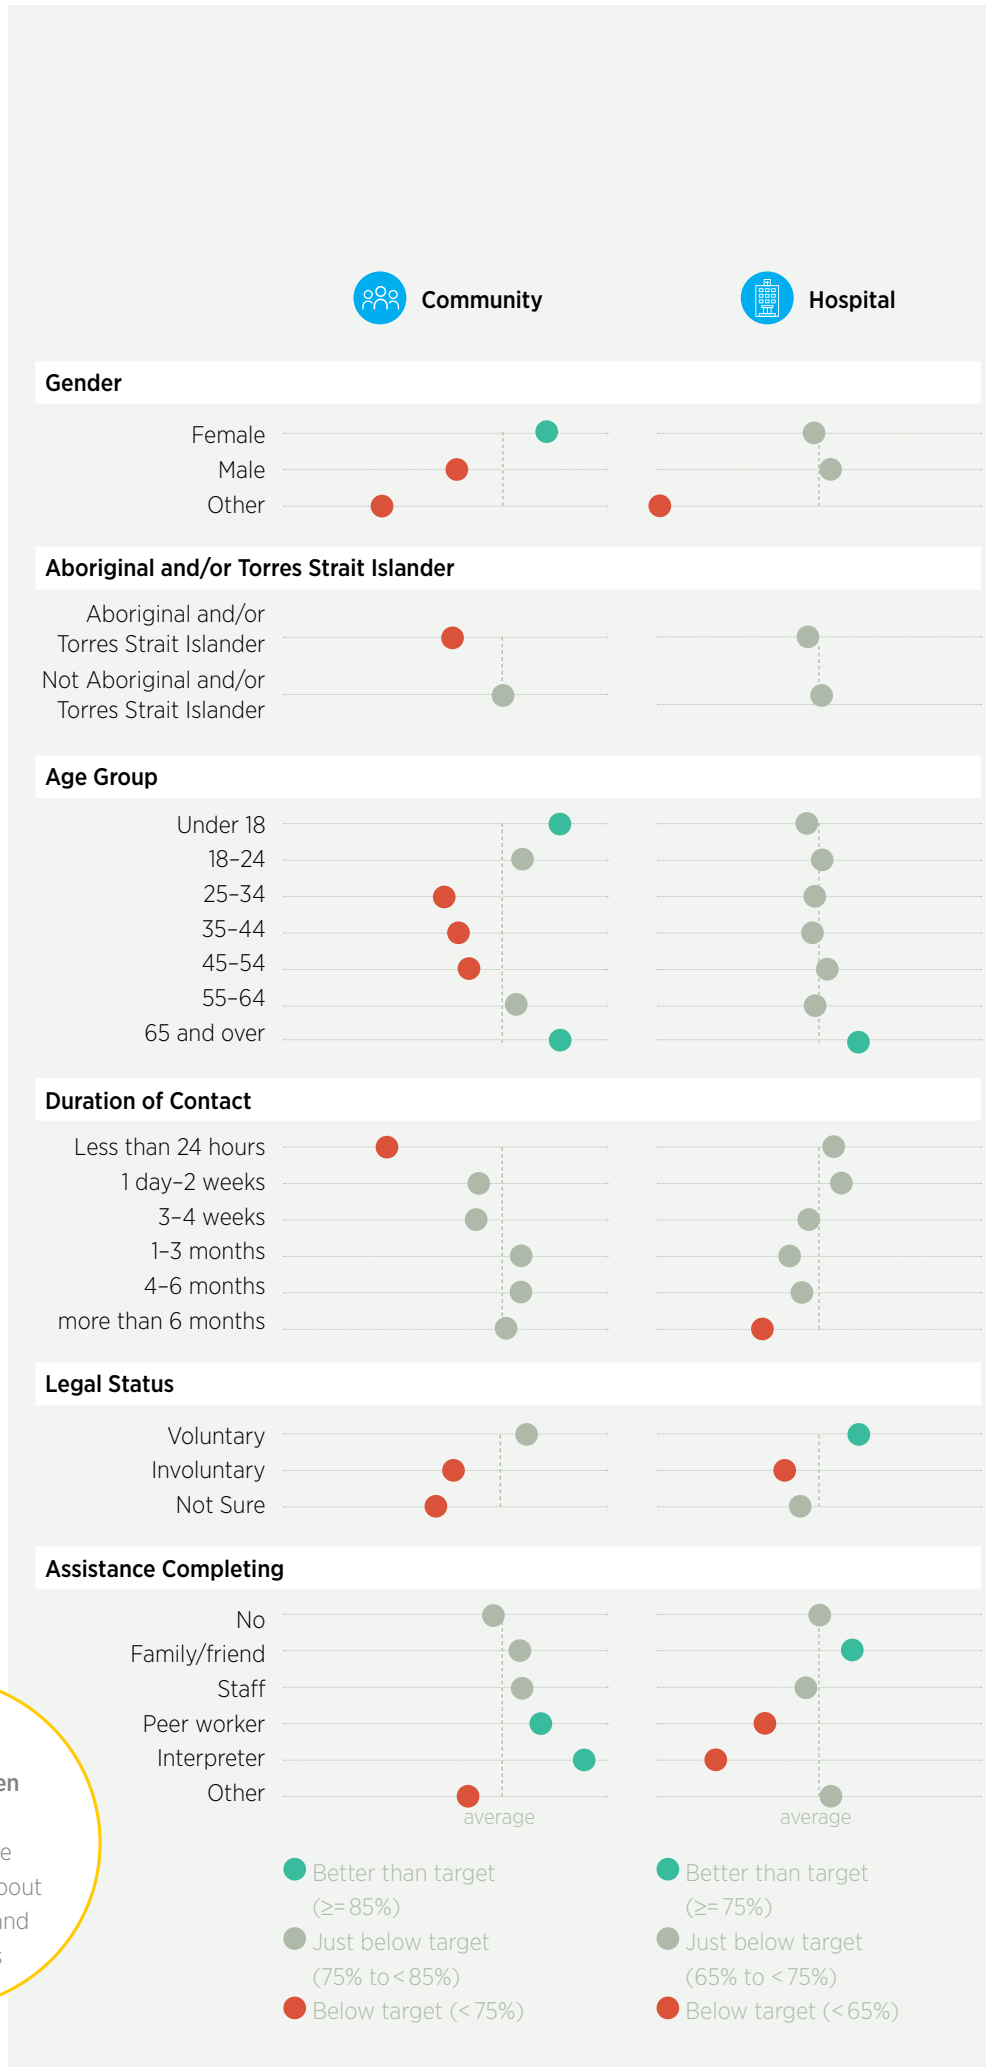 Community
Hospital
Gender
Female
Male
Other
Aboriginal and/or Torres Strait Islander
Aboriginal and/or
Torres Strait Islander
Not Aboriginal and/or
Torres Strait Islander
Age Group
Under 18
18–24
25–34
35–44
45–54
55–64
65 and over
Duration of Contact
Less than 24 hours
1 day–2 weeks
3–4 weeks
1–3 months
4–6 months
more than 6 months
Legal Status
Voluntary
Involuntary
Not Sure
Assistance Completing
No
Family/friend
Staff
Peer worker
Interpreter
Other
average
average
Better than target
(≥= 85%)
Just below target
(75% to < 85%)
Below target (< 75%)
Better than target
(≥= 75%)
Just below target
(65% to < 75%)
Below target (< 65%)